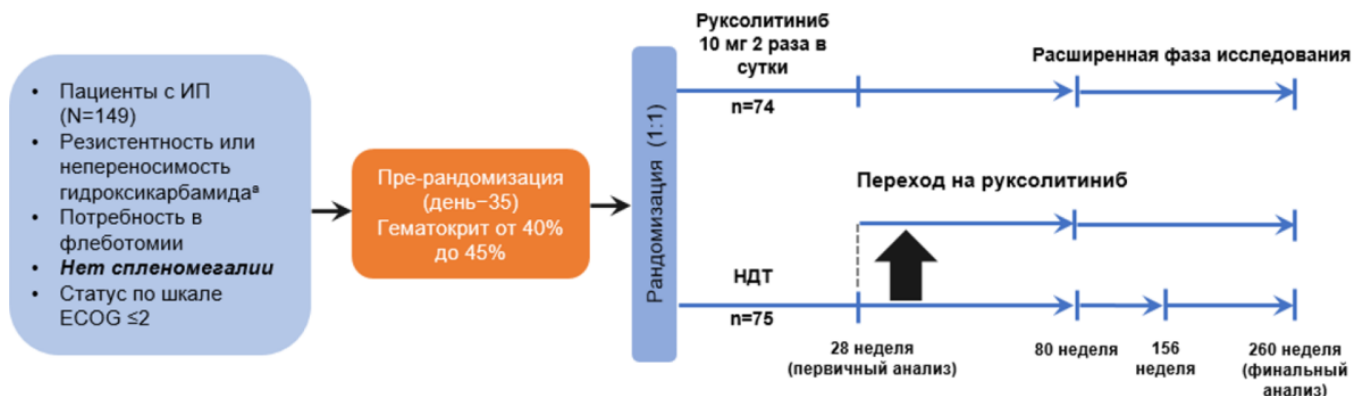 • Пациенты с ИП
(N=149)
• Резистентность или
непереносимость
гидроксикарбамидаª
• Потребность в
флеботомии
• Нет спленомегалии
• Статус по шкале
ECOG ≤2
Пре-рандомизация
(день−35)
Гематокрит от 40%
до 45%
Рандомизация (1:1)
Руксолитиниб
10 мг 2 раза в
сутки
n=74
Расширенная фаза исследования
Переход на руксолитиниб
НДТ
n=75
28 неделя
(первичный анализ)
80 неделя
156
неделя
260 неделя
(финальный
анализ)